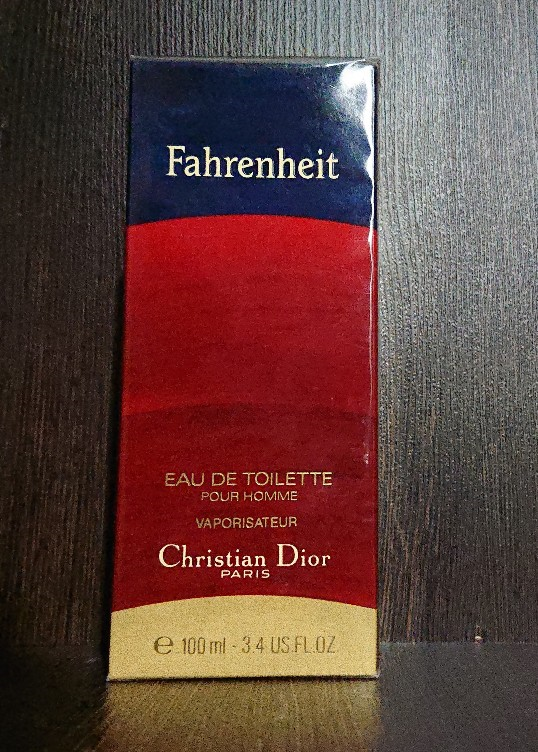 Fahrenheit
EAU DE TOILETTE
POUR HOMME
VAPORISATEUR
Christian Dior
PARIS
℮ 100 ml - 3.4 US.FL.OZ